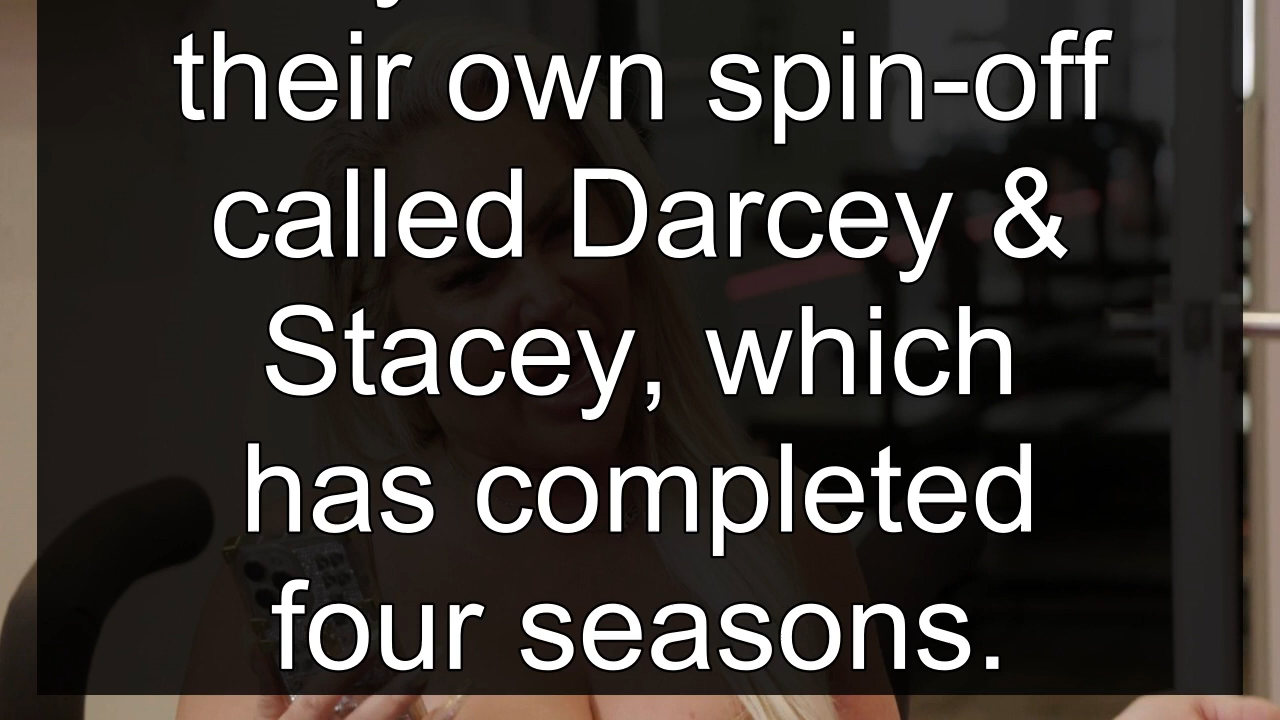 their own spin-off
called Darcey &
Stacey, which
has completed
four seasons.